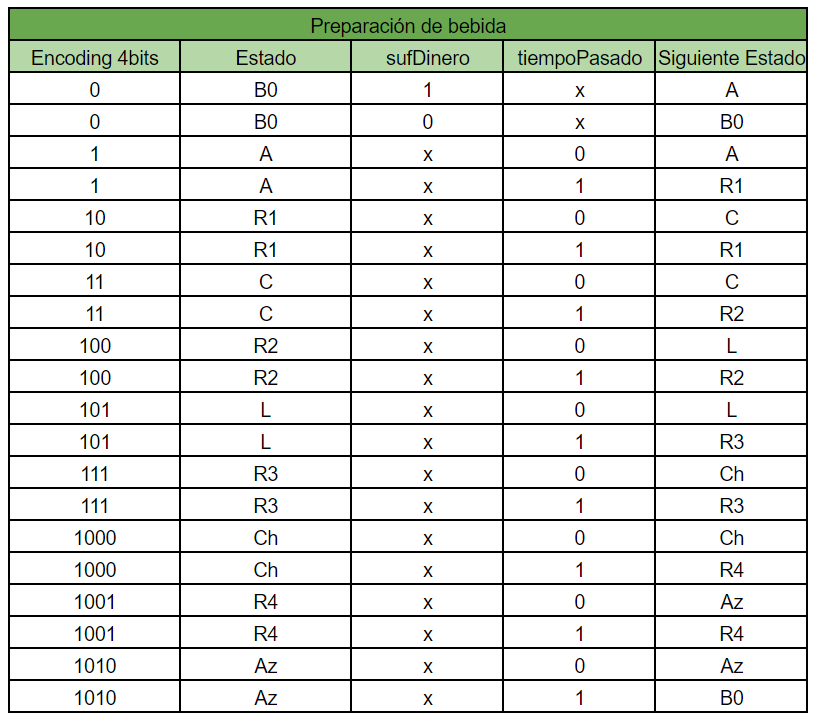 Preparación de bebida
Encoding 4bits Estado sufDinero tiempoPasado Siguiente Estado
0 B0 1 x A
0 B0 0 x B0
1 A x 0 A
1 A x 1 R1
10 R1 x 0 C
10 R1 x 1 R1
11 C x 0 C
11 C x 1 R2
100 R2 x 0 L
100 R2 x 1 R2
101 L x 0 L
101 L x 1 R3
111 R3 x 0 Ch
111 R3 x 1 R3
1000 Ch x 0 Ch
1000 Ch x 1 R4
1001 R4 x 0 Az
1001 R4 x 1 R4
1010 Az x 0 Az
1010 Az x 1 B0